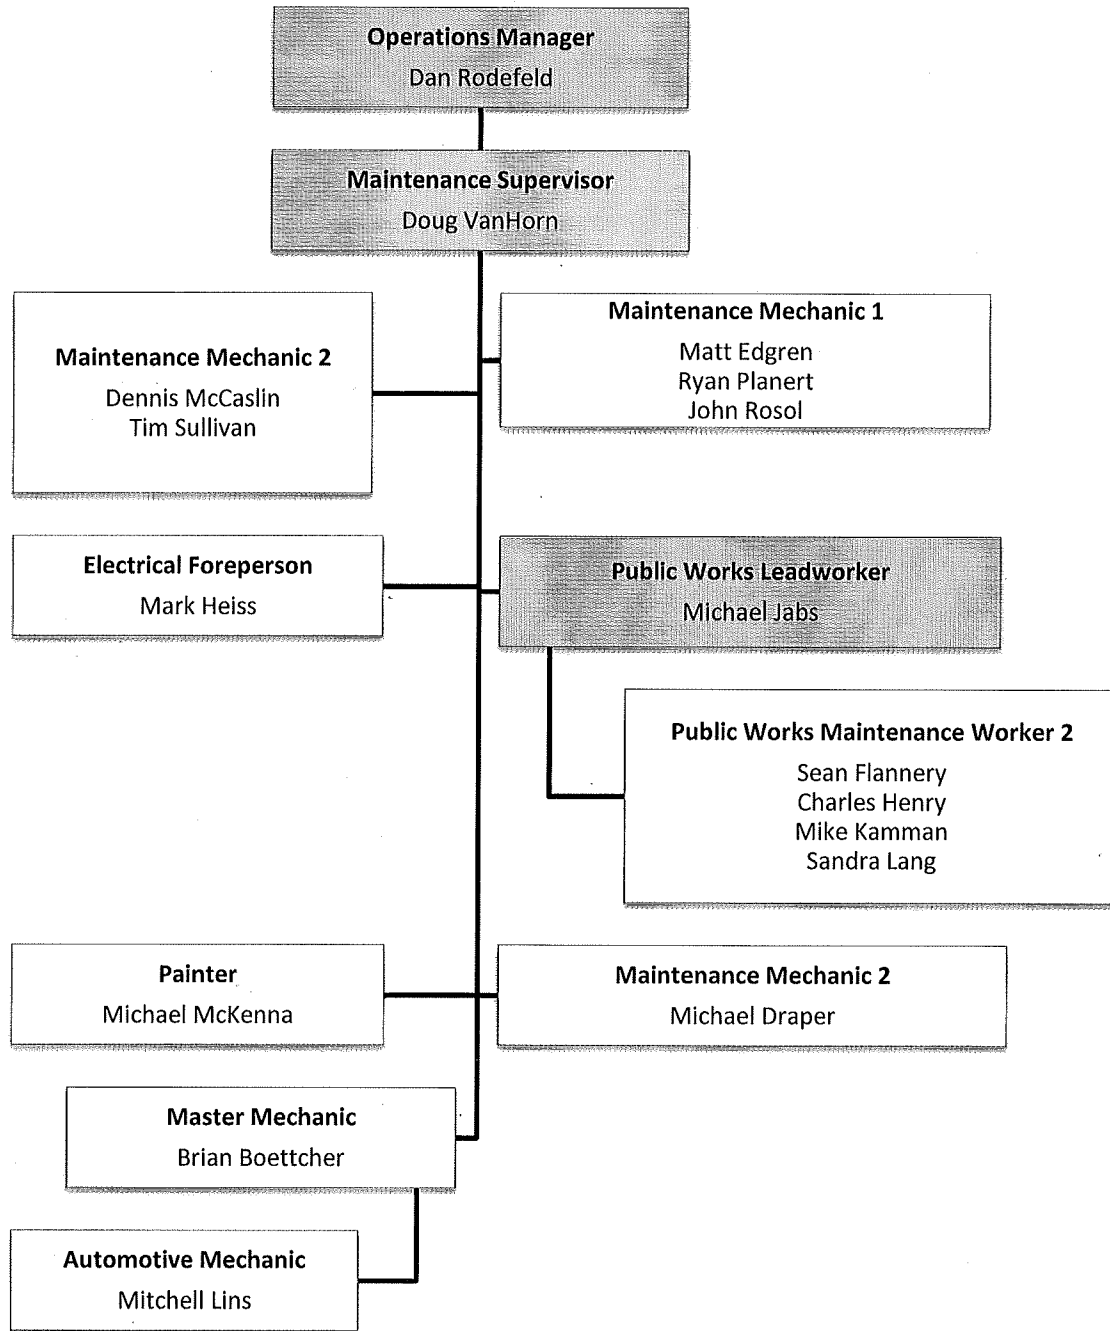 Operations Manager
Dan Rodefeld
Maintenance Supervisor
Doug VanHorn
Maintenance Mechanic 2
Dennis McCaslin
Tim Sullivan
Maintenance Mechanic 1
Matt Edgren
Ryan Planert
John Rosol
Electrical Foreperson
Mark Heiss
Public Works Leadworker
Michael Jabs
Public Works Maintenance Worker 2
Sean Flannery
Charles Henry
Mike Kamman
Sandra Lang
Painter
Michael McKenna
Maintenance Mechanic 2
Michael Draper
Master Mechanic
Brian Boettcher
Automotive Mechanic
Mitchell Lins